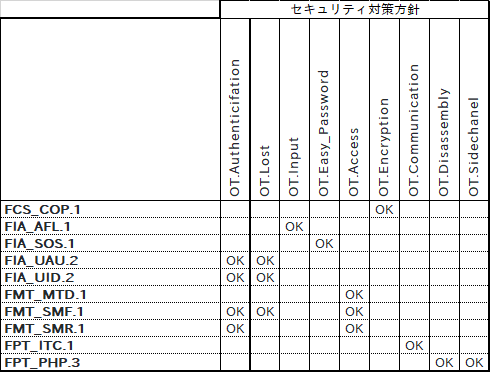 セキュリティ対策方針
OT.Authenticifation OT.Lost OT.Input OT.Easy_Password OT.Access OT.Encryption OT.Communication OT.Disassembly OT.Sidechanel
FCS_COP.1 OK
FIA_AFL.1 OK
FIA_SOS.1 OK
FIA_UAU.2 OK OK
FIA_UID.2 OK OK
FMT_MTD.1 OK
FMT_SMF.1 OK OK OK
FMT_SMR.1 OK OK
FPT_ITC.1 OK
FPT_PHP.3 OK OK